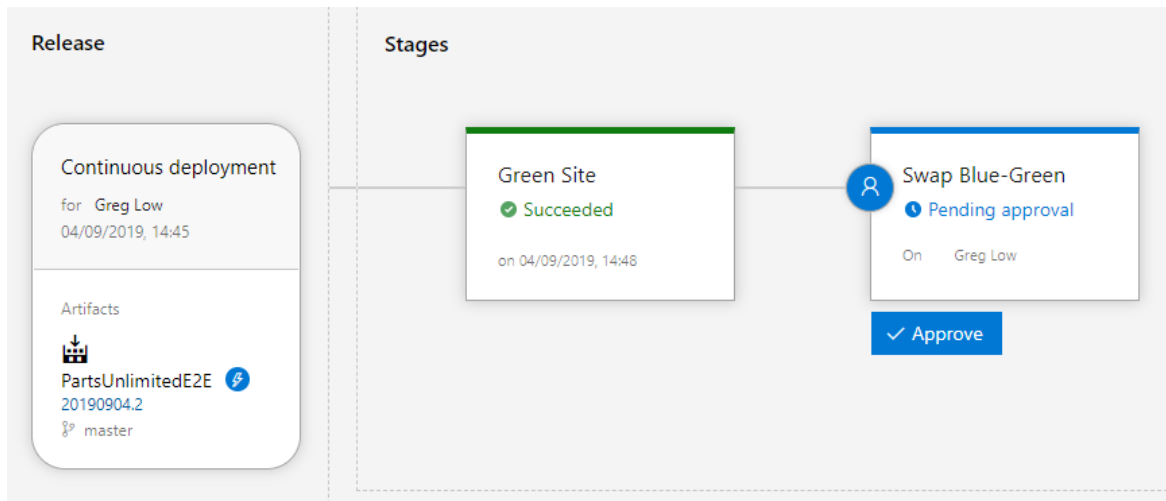 Release
Stages
Continuous deployment
for Greg Low
04/09/2019, 14:45
Artifacts
PartsUnlimitedE2E
20190904.2
master
Green Site
Succeeded
on 04/09/2019, 14:48
Swap Blue-Green
Pending approval
On Greg Low
Approve